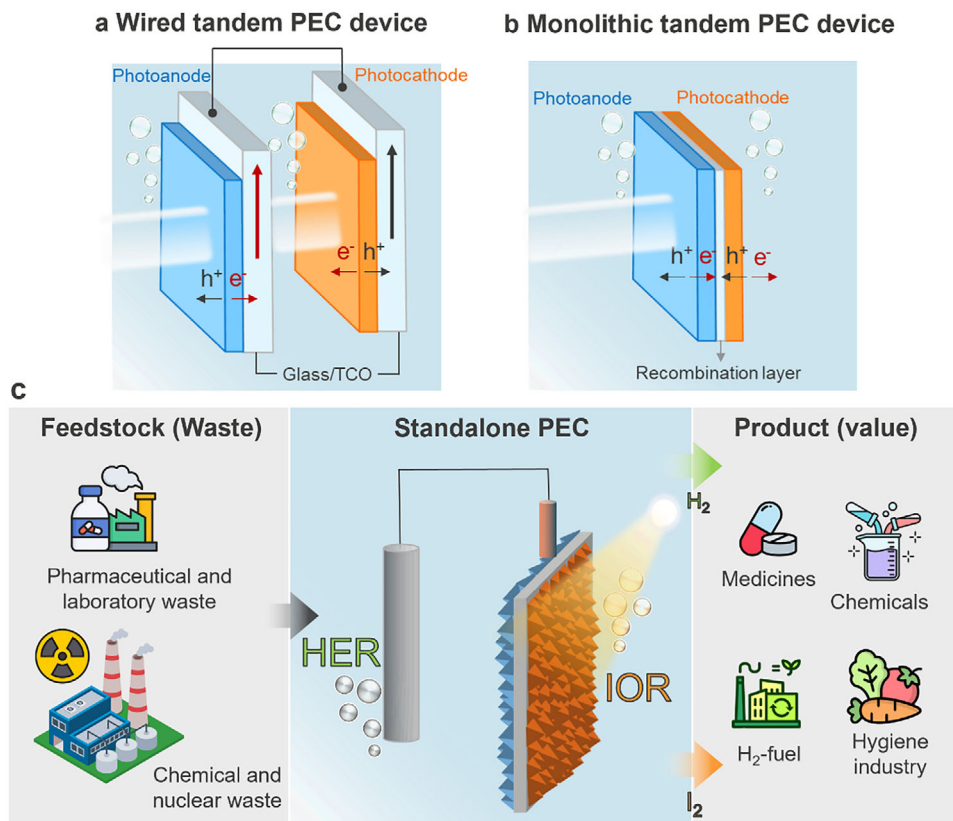 a Wired tandem PEC device
Photoanode
Photocathode
h⁺ e⁻
e⁻ h⁺
Glass/TCO
b Monolithic tandem PEC device
Photoanode
Photocathode
h⁺ e⁻ h⁺ e⁻
Recombination layer
c
Feedstock (Waste)
Pharmaceutical and
laboratory waste
Chemical and
nuclear waste
Standalone PEC
HER
IOR
H₂
I₂
Product (value)
Medicines
Chemicals
H₂-fuel
Hygiene
industry